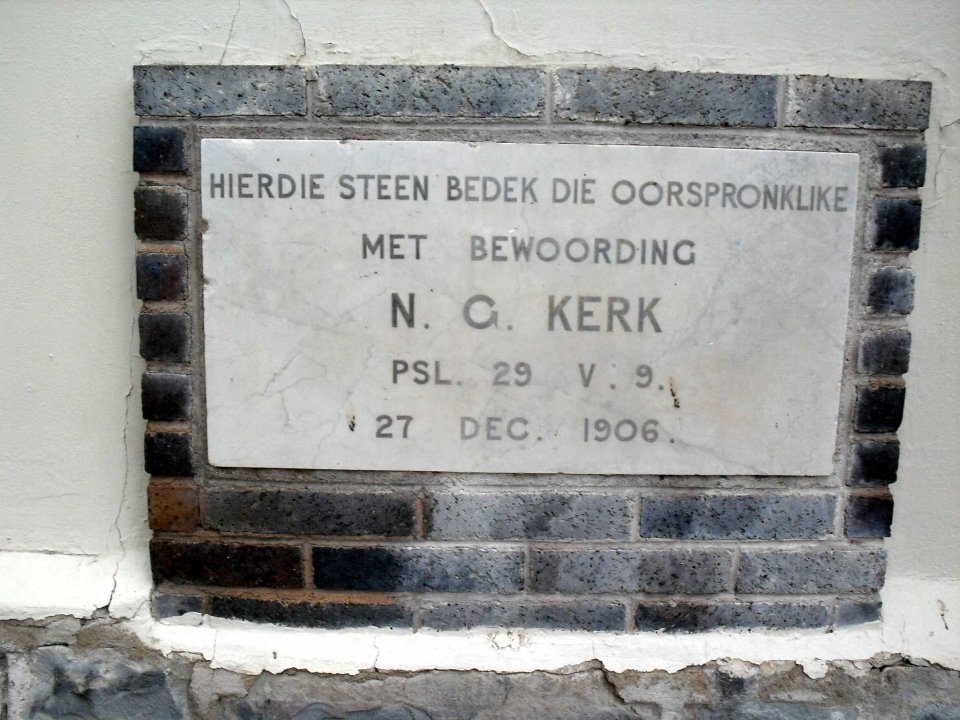 HIERDIE STEEN BEDEK DIE OORSPRONKLIKE
MET BEWOORDING
N. G. KERK
PSL. 29 V. 9.
27 DEC. 1906.